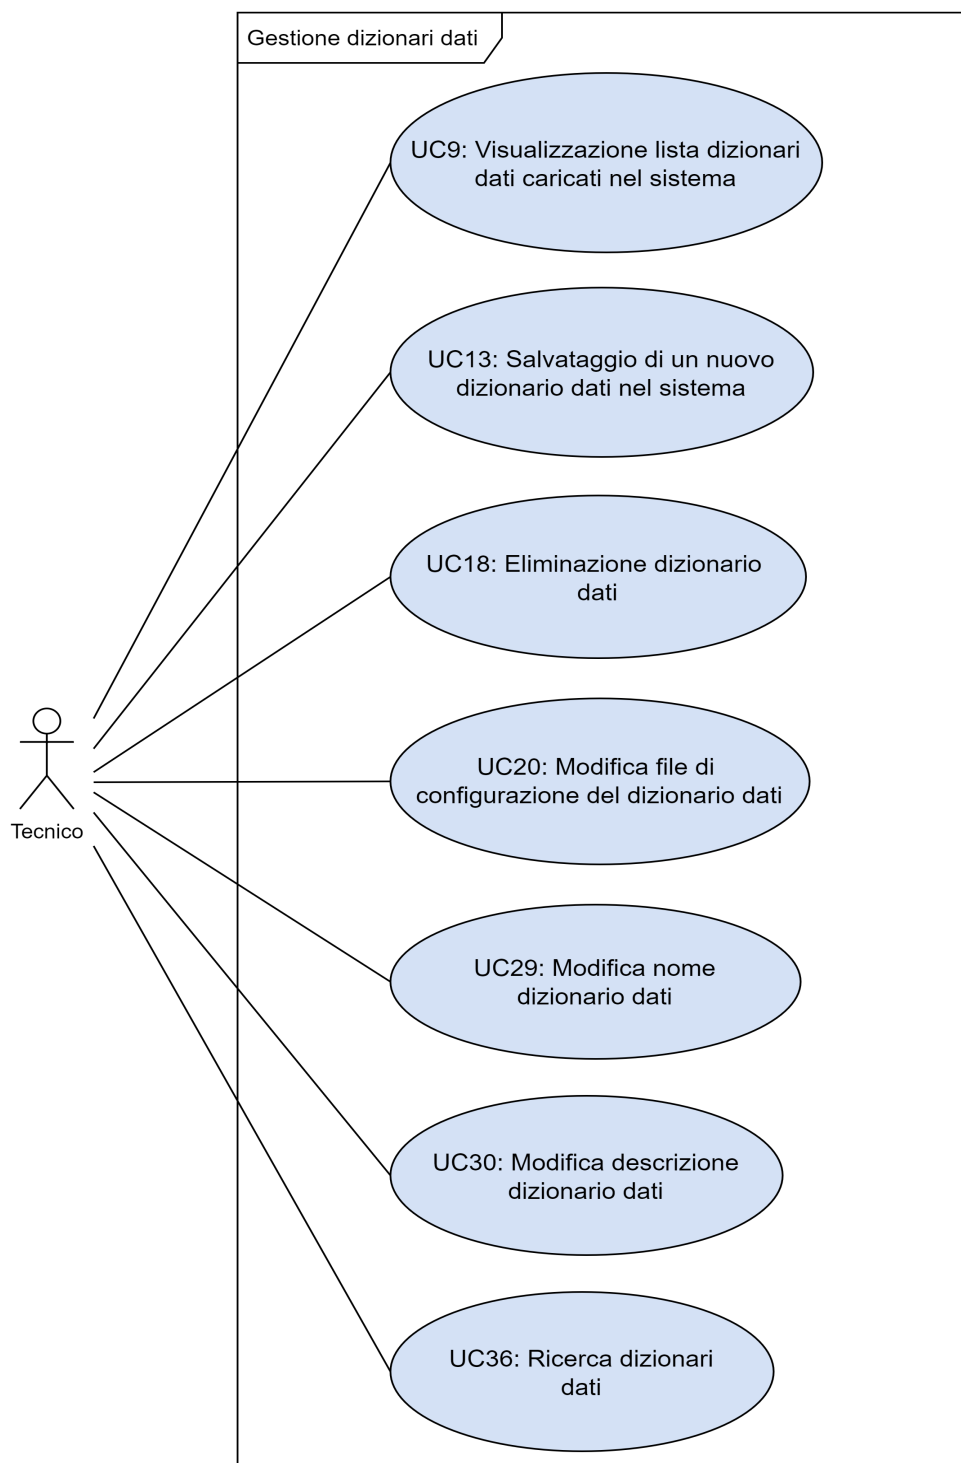 Gestione dizionari dati
UC9: Visualizzazione lista dizionari
dati caricati nel sistema
UC13: Salvataggio di un nuovo
dizionario dati nel sistema
UC18: Eliminazione dizionario
dati
UC20: Modifica file di
configurazione del dizionario dati
Tecnico
UC29: Modifica nome
dizionario dati
UC30: Modifica descrizione
dizionario dati
UC36: Ricerca dizionari
dati